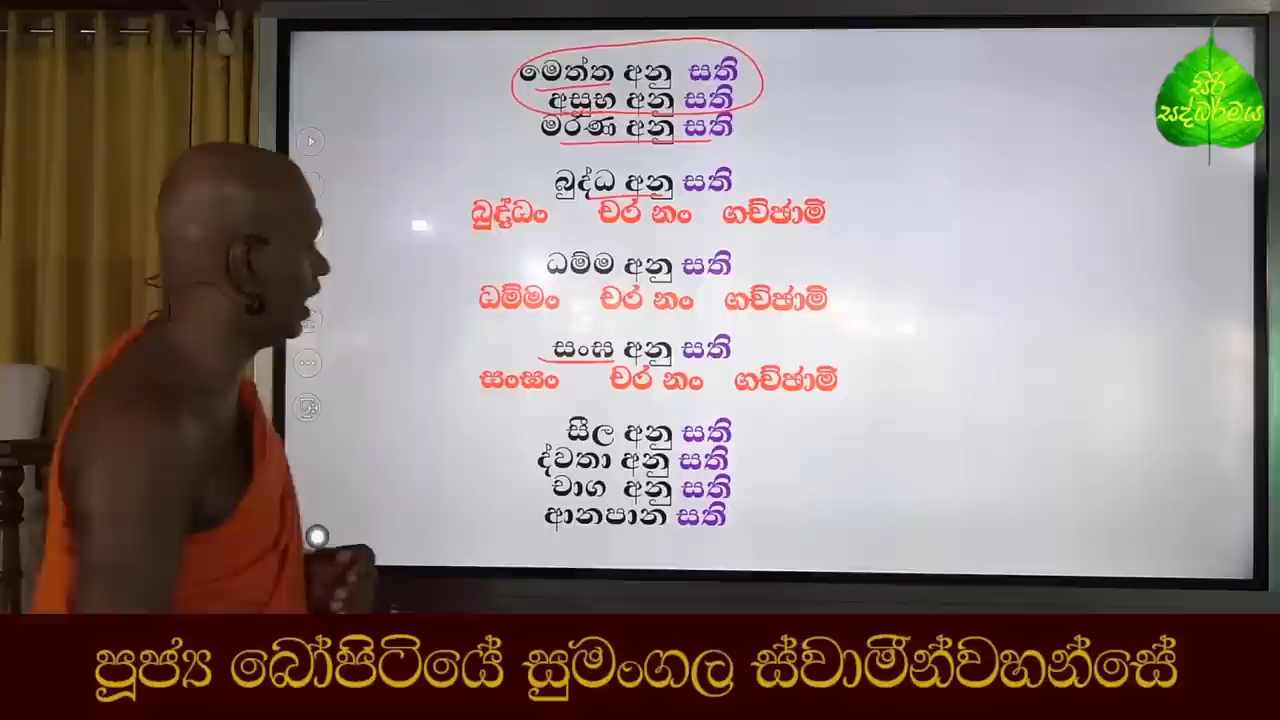 මෙත්ත අනු සති
අසුභ අනු සති
මරණ අනු සති
බුද්ධ අනු සති
බුද්ධං චර නං ගච්ඡාමි
ධම්ම අනු සති
ධම්මං චර නං ගච්ඡාමි
සංඝ අනු සති
සංඝං චර නං ගච්ඡාමි
සීල අනු සති
ද්වතා අනු සති
චාග අනු සති
ආනපාන සති
සිරි
සද්ධර්මය
පූජ්‍ය බෝපිටියේ සුමංගල ස්වාමීන්වහන්සේ